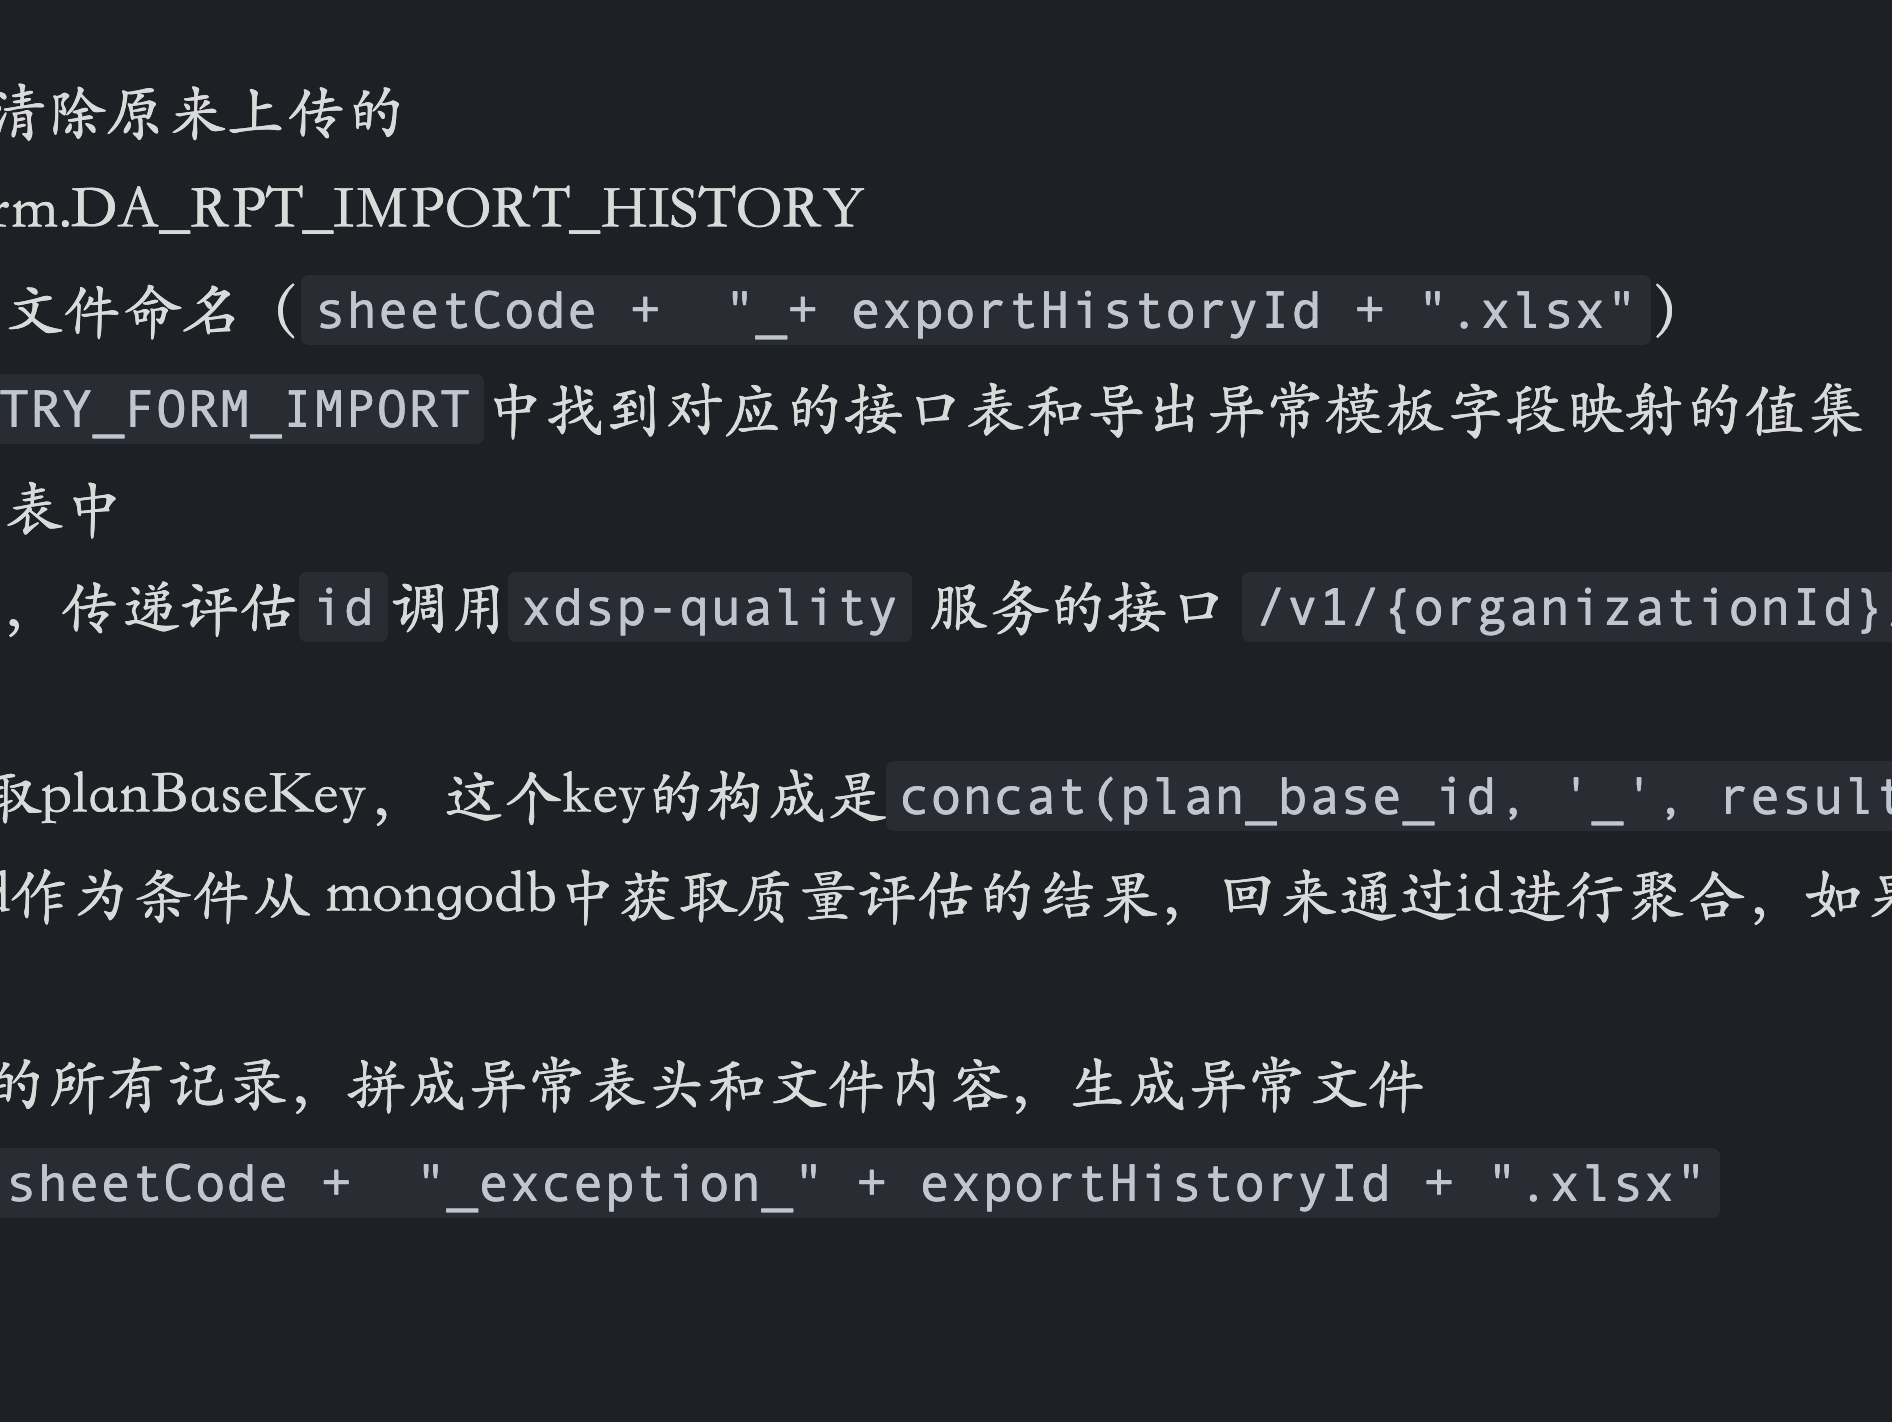 清除原来上传的
rm.DA_RPT_IMPORT_HISTORY
文件命名（sheetCode +  "_+ exportHistoryId + ".xlsx"）
TRY_FORM_IMPORT中找到对应的接口表和导出异常模板字段映射的值集
表中
，传递评估id调用xdsp-quality 服务的接口 /v1/{organizationId}
取planBaseKey， 这个key的构成是concat(plan_base_id, '_', result
d作为条件从 mongodb中获取质量评估的结果，回来通过id进行聚合，如果
的所有记录，拼成异常表头和文件内容，生成异常文件
sheetCode +  "_exception_" + exportHistoryId + ".xlsx"